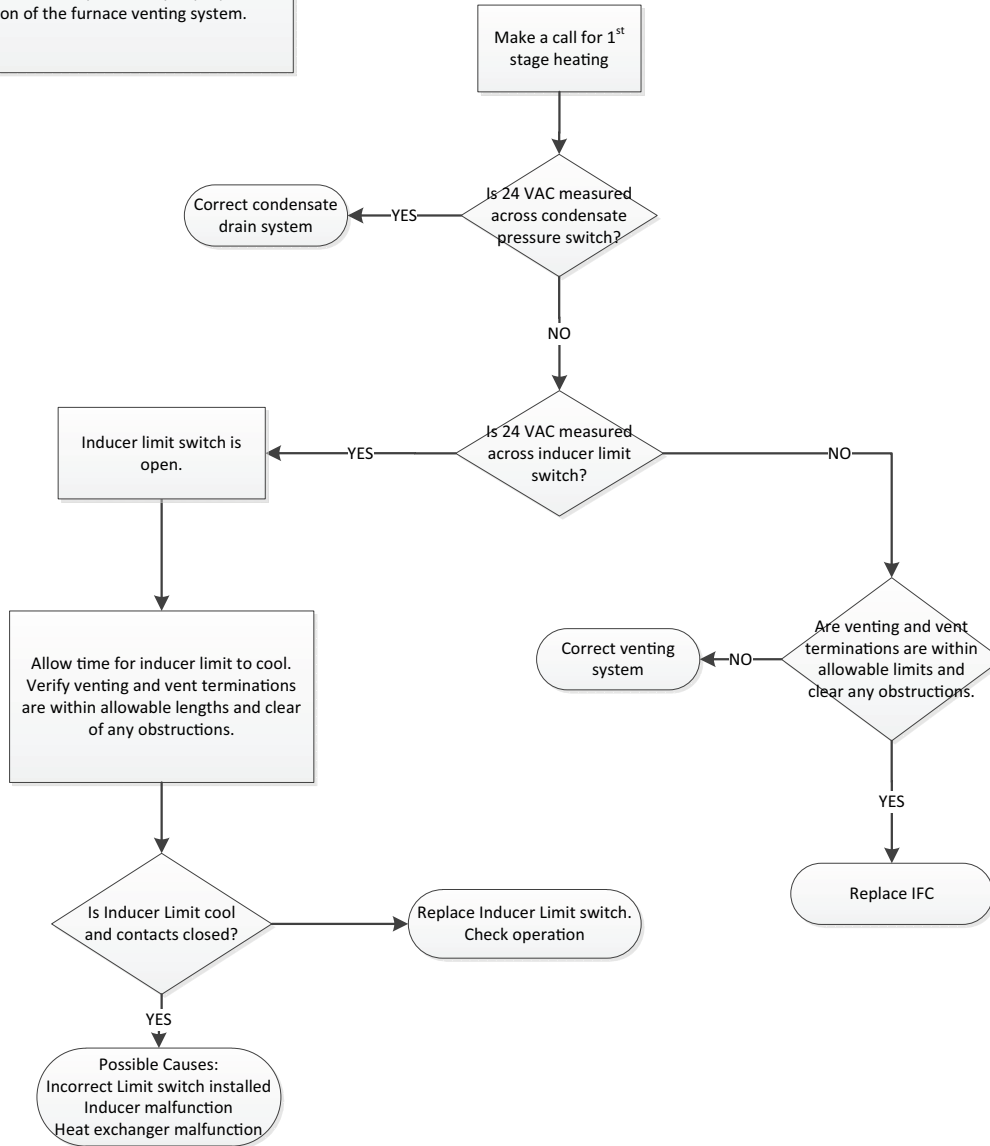 on of the furnace venting system.
Make a call for 1st
stage heating
Is 24 VAC measured
across condensate
pressure switch?
YES
Correct condensate
drain system
NO
Is 24 VAC measured
across inducer limit
switch?
YES
Inducer limit switch is
open.
NO
Allow time for inducer limit to cool.
Verify venting and vent terminations
are within allowable lengths and clear
of any obstructions.
Are venting and vent
terminations are within
allowable limits and
clear any obstructions.
NO
Correct venting
system
YES
Replace IFC
Is Inducer Limit cool
and contacts closed?
Replace Inducer Limit switch.
Check operation
YES
Possible Causes:
Incorrect Limit switch installed
Inducer malfunction
Heat exchanger malfunction